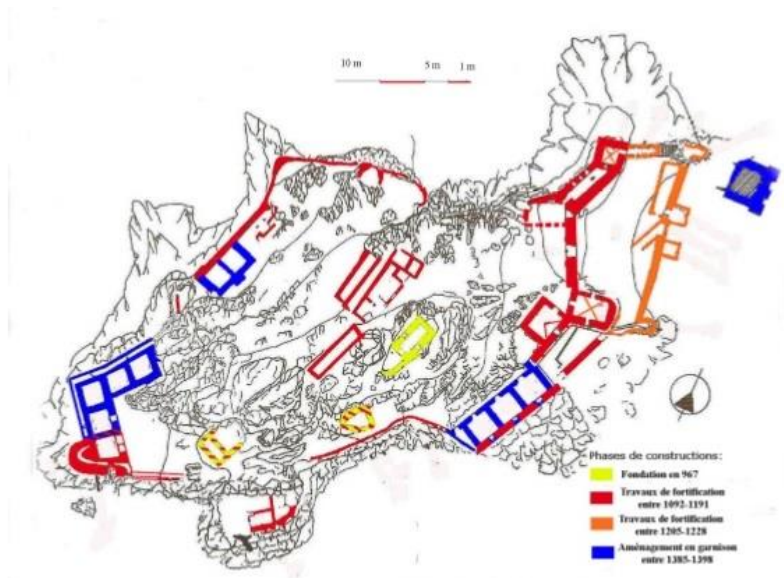 10 m 5 m 1 m
Phases de constructions:
Fondation en 967
Travaux de fortification
entre 1092-1191
Travaux de fortification
entre 1205-1228
Aménagement en garnison
entre 1385-1398